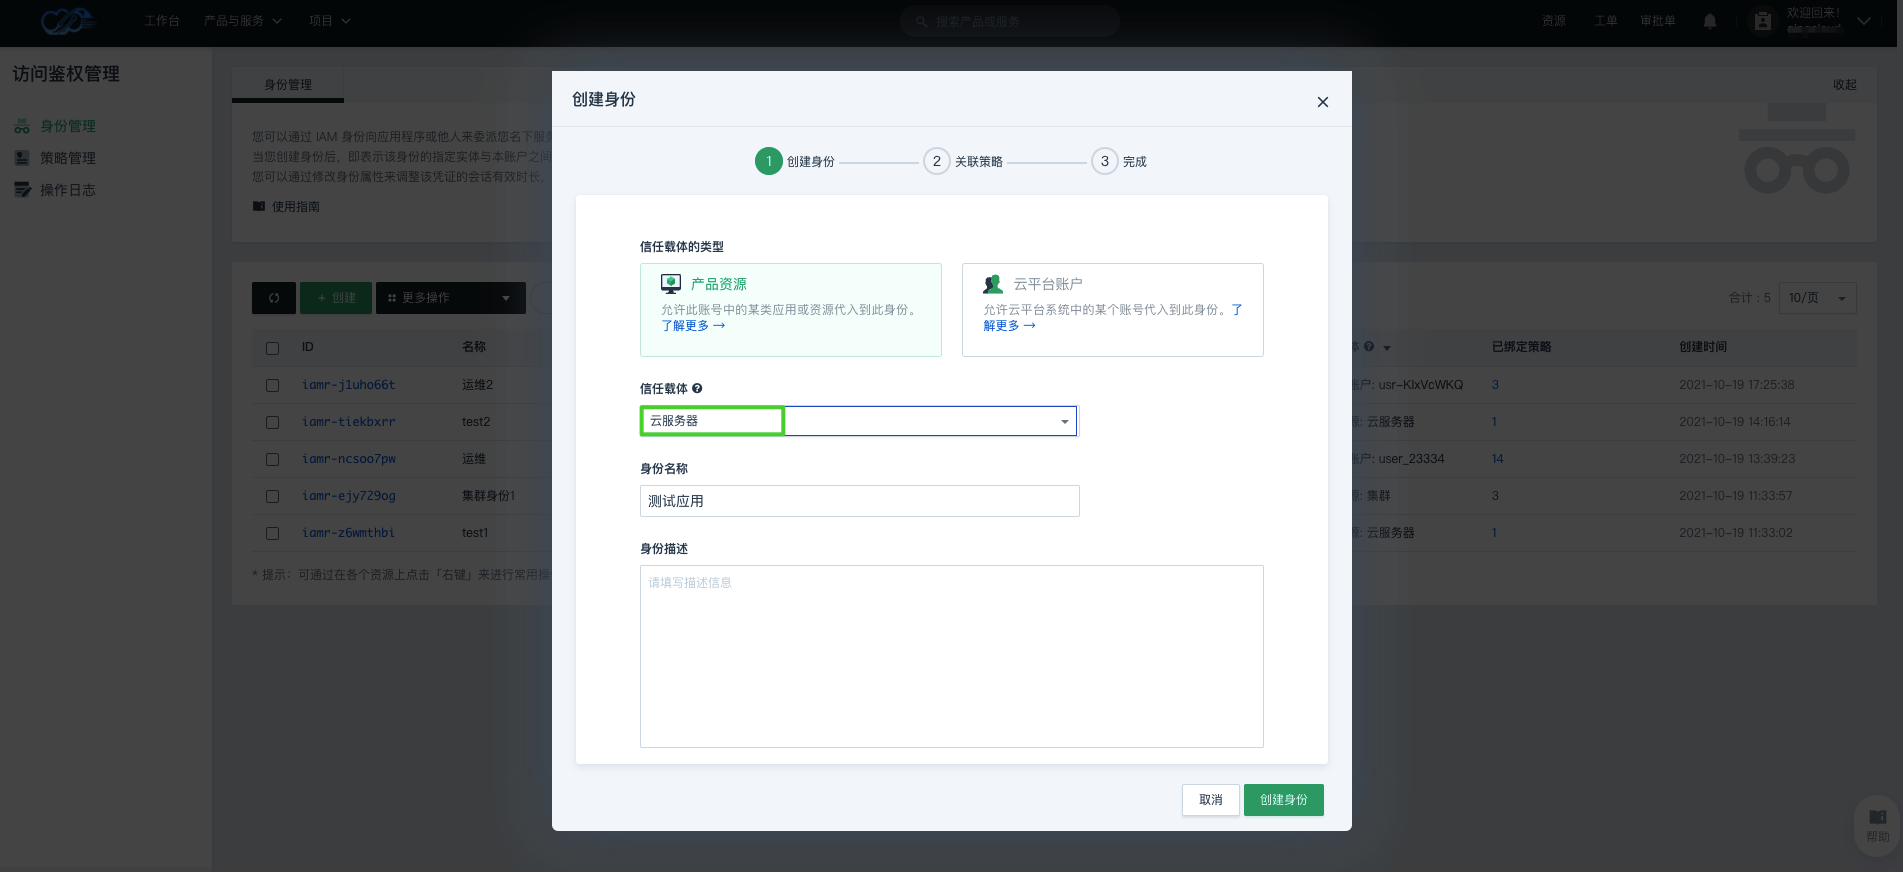 工作台 产品与服务 项目 搜索产品或服务 资源 工单 审批单 欢迎回来!
访问鉴权管理
身份管理
策略管理
操作日志
身份管理 收起
您可以通过 IAM 身份向应用程序或他人来委派您名下服
当您创建身份后，即表示该身份的指定实体与本账户之间
您可以通过修改身份属性来调整该凭证的会话有效时长，
使用指南
+ 创建 更多操作 合计：5 10/页
ID 名称 已绑定策略 创建时间
iamr-j1uho66t 运维2 账户: usr-KlxVcWKQ 3 2021-10-19 17:25:38
iamr-tiekbxrr test2 源: 云服务器 1 2021-10-19 14:16:14
iamr-ncsoo7pw 运维 账户: user_23334 14 2021-10-19 13:39:23
iamr-ejy729og 集群身份1 源: 集群 3 2021-10-19 11:33:57
iamr-z6wmthbi test1 源: 云服务器 1 2021-10-19 11:33:02
* 提示：可通过在各个资源上点击「右键」来进行常用操
创建身份
1 创建身份 2 关联策略 3 完成
信任载体的类型
产品资源
允许此账号中的某类应用或资源代入到此身份。
了解更多 →
云平台账户
允许云平台系统中的某个账号代入到此身份。了
解更多 →
信任载体
云服务器
身份名称
测试应用
身份描述
请填写描述信息
取消 创建身份
帮助